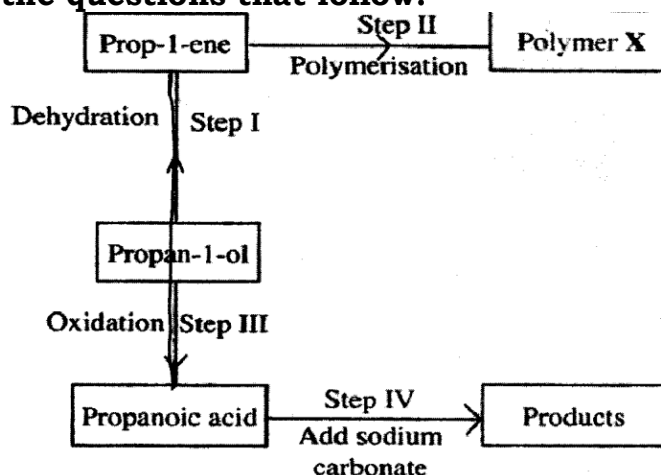 the questions that follow.
Prop-1-ene
Step II
Polymerisation
Polymer X
Dehydration
Step I
Propan-1-ol
Oxidation
Step III
Propanoic acid
Step IV
Add sodium
carbonate
Products